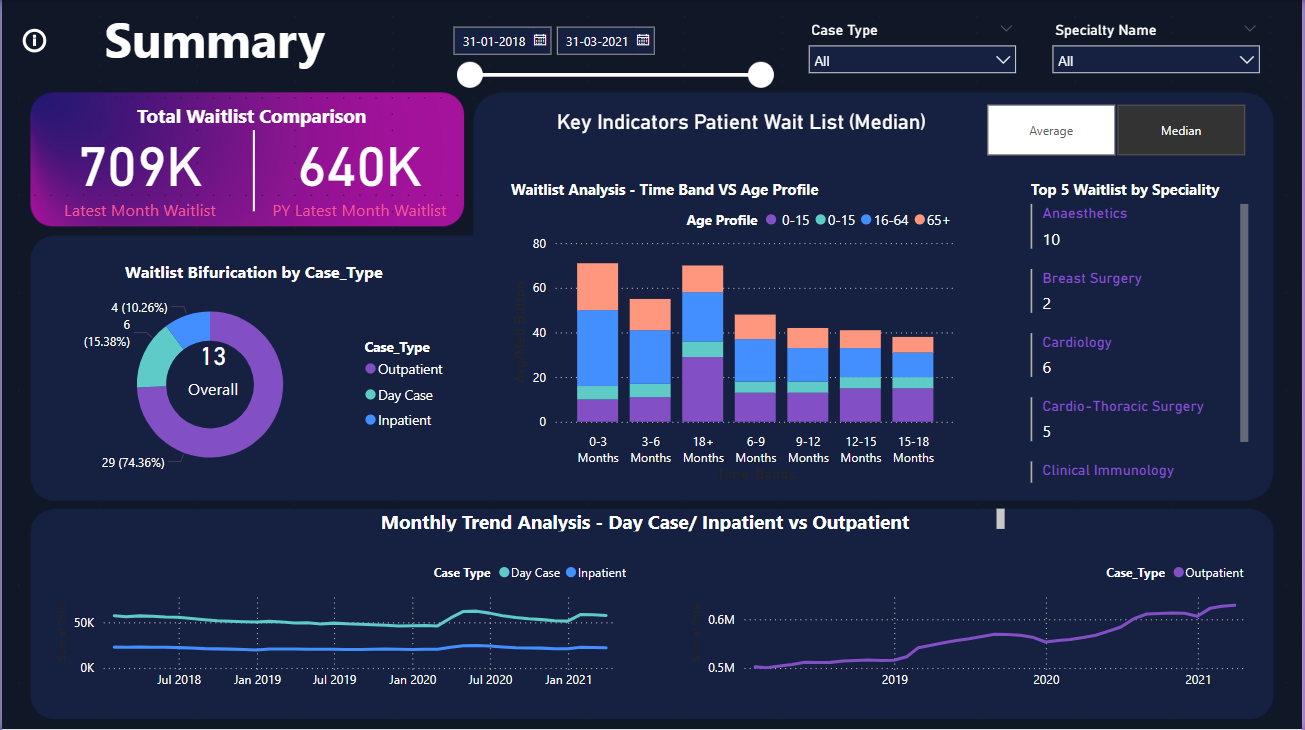 Summary
31-01-2018
31-03-2021
Case Type
All
Specialty Name
All
Total Waitlist Comparison
709K
640K
Latest Month Waitlist
PY Latest Month Waitlist
Key Indicators Patient Wait List (Median)
Average
Median
Waitlist Bifurication by Case_Type
4 (10.26%)
6
(15.38%)
13
Overall
29 (74.36%)
Case_Type
Outpatient
Day Case
Inpatient
Waitlist Analysis - Time Band VS Age Profile
Age Profile 0-15 0-15 16-64 65+
80
60
40
20
0
0-3
Months
3-6
Months
18+
Months
6-9
Months
9-12
Months
12-15
Months
15-18
Months
Top 5 Waitlist by Speciality
Anaesthetics
10
Breast Surgery
2
Cardiology
6
Cardio-Thoracic Surgery
5
Clinical Immunology
Monthly Trend Analysis - Day Case/ Inpatient vs Outpatient
Case Type Day Case Inpatient
50K
0K
Jul 2018 Jan 2019 Jul 2019 Jan 2020 Jul 2020 Jan 2021
Case_Type Outpatient
0.6M
0.5M
2019 2020 2021